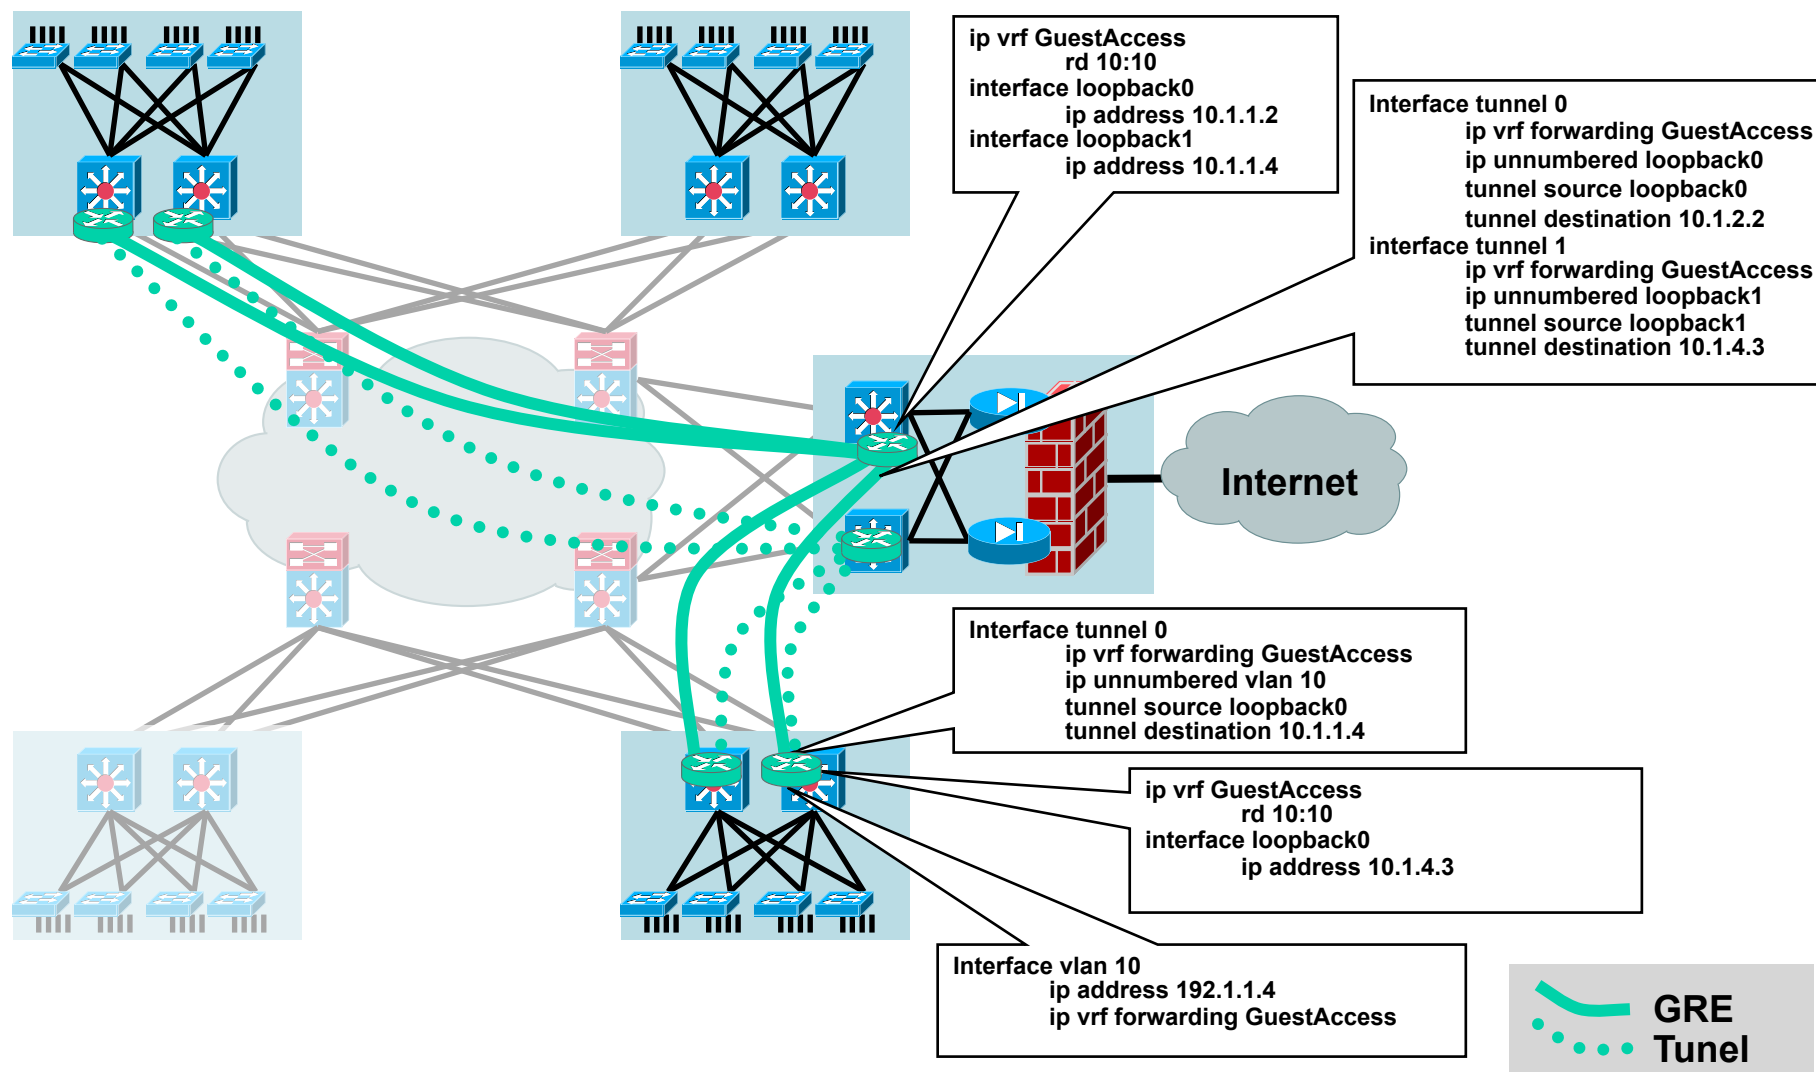 ip vrf GuestAccess
rd 10:10
interface loopback0
ip address 10.1.1.2
interface loopback1
ip address 10.1.1.4
Interface tunnel 0
ip vrf forwarding GuestAccess
ip unnumbered loopback0
tunnel source loopback0
tunnel destination 10.1.2.2
interface tunnel 1
ip vrf forwarding GuestAccess
ip unnumbered loopback1
tunnel source loopback1
tunnel destination 10.1.4.3
Internet
Interface tunnel 0
ip vrf forwarding GuestAccess
ip unnumbered vlan 10
tunnel source loopback0
tunnel destination 10.1.1.4
ip vrf GuestAccess
rd 10:10
interface loopback0
ip address 10.1.4.3
Interface vlan 10
ip address 192.1.1.4
ip vrf forwarding GuestAccess
GRE
Tunel